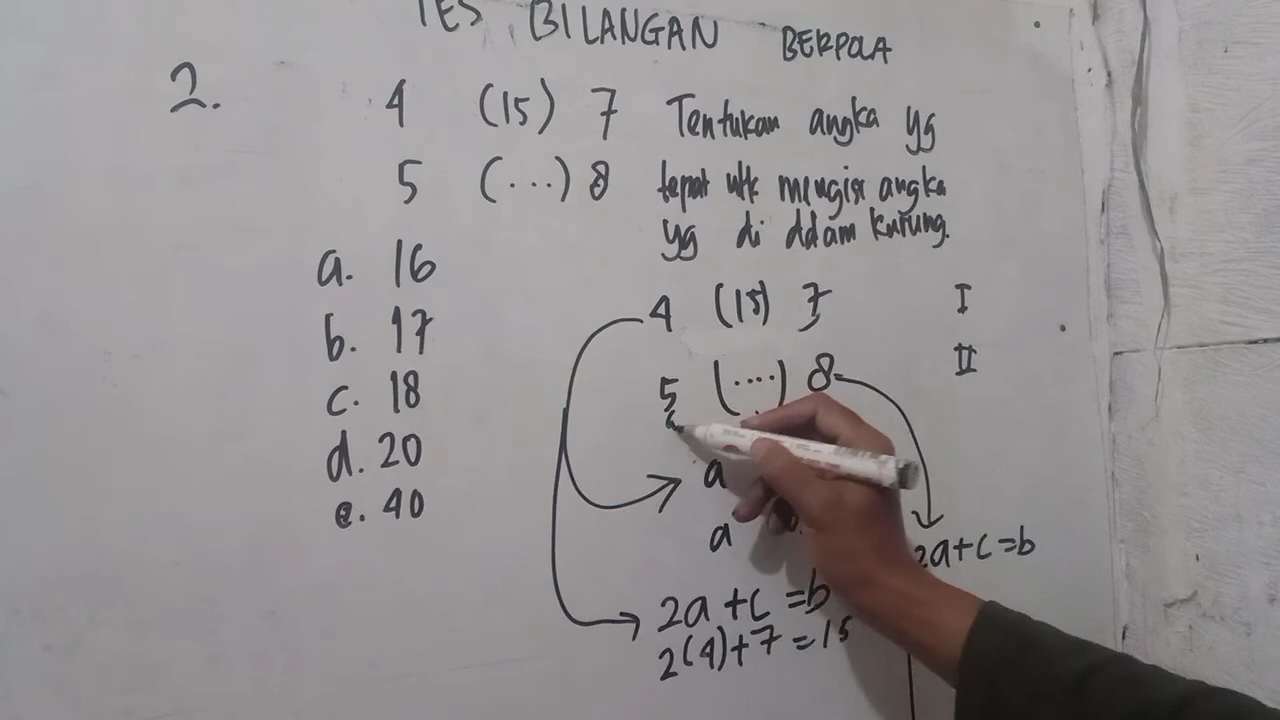 TES BILANGAN BERPOLA
2. 4 (15) 7 Tentukan angka yg
5 (...) 8 tepat utk mengisi angka
yg di dalam kurung.
a. 16
b. 17
c. 18
d. 20
e. 40
4 (15) 7 I
5 (....) 8 II
a
a
2a+c=b
2a+c=b
2(4)+7=15